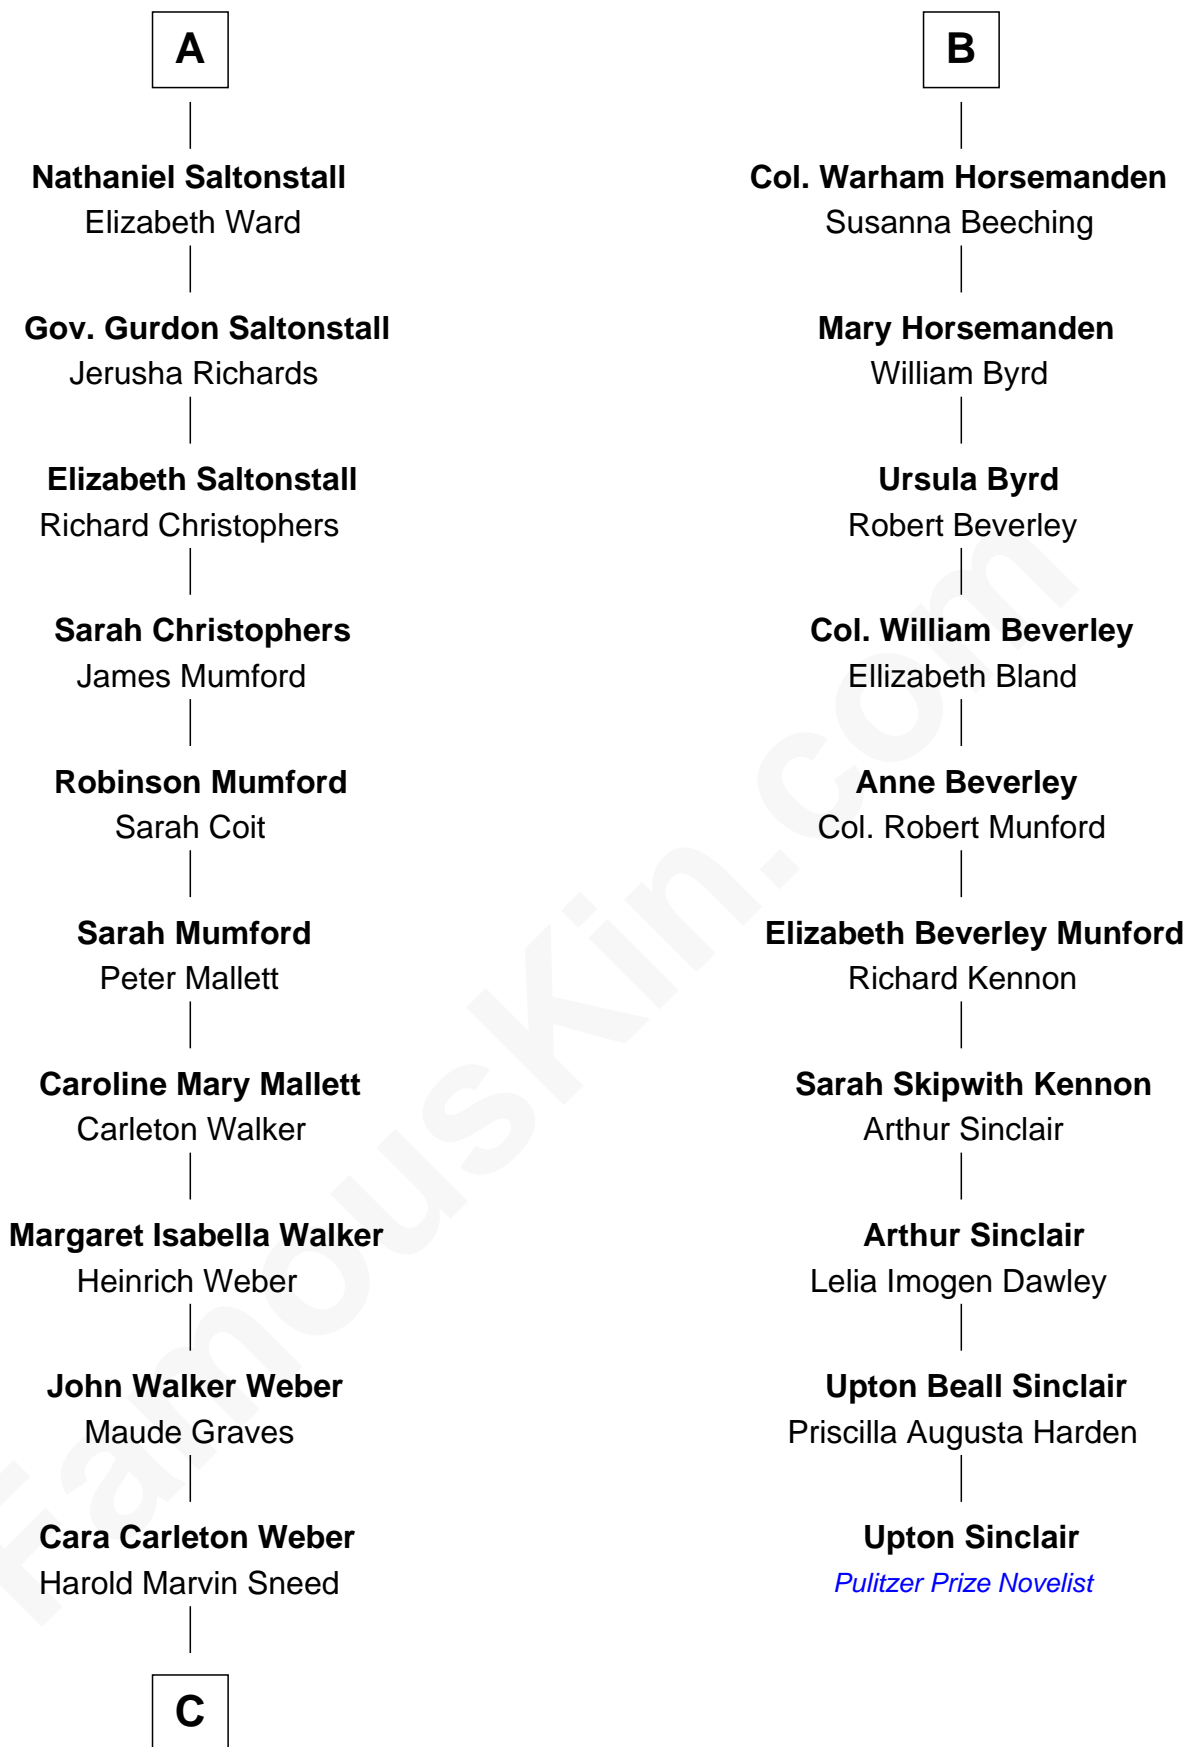 A
Nathaniel Saltonstall
Elizabeth Ward
Gov. Gurdon Saltonstall
Jerusha Richards
Elizabeth Saltonstall
Richard Christophers
Sarah Christophers
James Mumford
Robinson Mumford
Sarah Coit
Sarah Mumford
Peter Mallett
Caroline Mary Mallett
Carleton Walker
Margaret Isabella Walker
Heinrich Weber
John Walker Weber
Maude Graves
Cara Carleton Weber
Harold Marvin Sneed
C
B
Col. Warham Horsemanden
Susanna Beeching
Mary Horsemanden
William Byrd
Ursula Byrd
Robert Beverley
Col. William Beverley
Ellizabeth Bland
Anne Beverley
Col. Robert Munford
Elizabeth Beverley Munford
Richard Kennon
Sarah Skipwith Kennon
Arthur Sinclair
Arthur Sinclair
Lelia Imogen Dawley
Upton Beall Sinclair
Priscilla Augusta Harden
Upton Sinclair
Pulitzer Prize Novelist
FamousKin.com